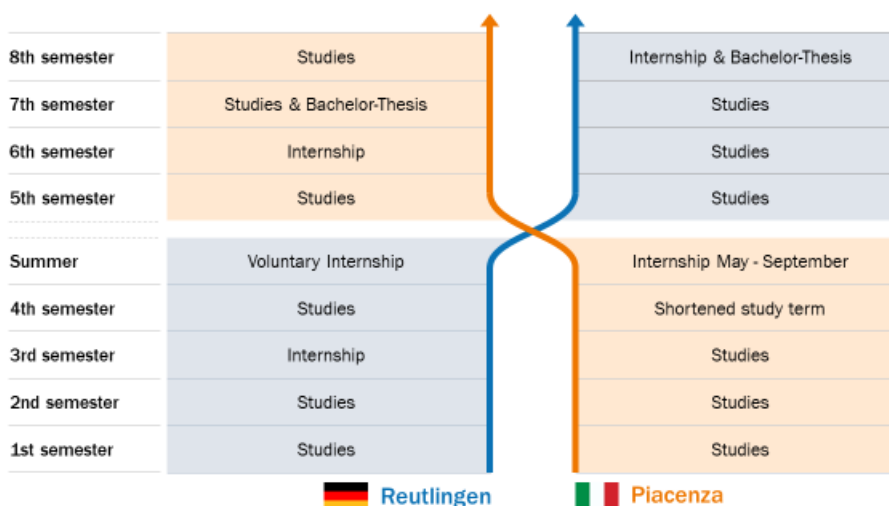 8th semester Studies Internship & Bachelor-Thesis
7th semester Studies & Bachelor-Thesis Studies
6th semester Internship Studies
5th semester Studies Studies
Summer Voluntary Internship Internship May - September
4th semester Studies Shortened study term
3rd semester Internship Studies
2nd semester Studies Studies
1st semester Studies Studies
Reutlingen Piacenza